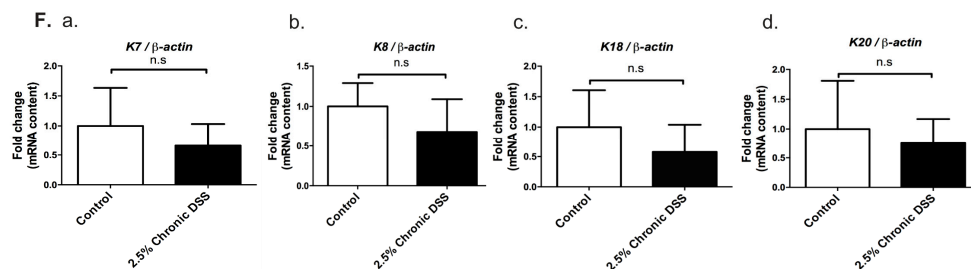 F. a.
K7 / β-actin
n.s
Fold change
(mRNA content)
2.0
1.5
1.0
0.5
0.0
Control
2.5% Chronic DSS
b.
K8 / β-actin
n.s
Fold change
(mRNA content)
1.5
1.0
0.5
0.0
Control
2.5% Chronic DSS
c.
K18 / β-actin
n.s
Fold change
(mRNA content)
2.0
1.5
1.0
0.5
0.0
Control
2.5% Chronic DSS
d.
K20 / β-actin
n.s
Fold change
(mRNA content)
2.0
1.5
1.0
0.5
0.0
Control
2.5% Chronic DSS